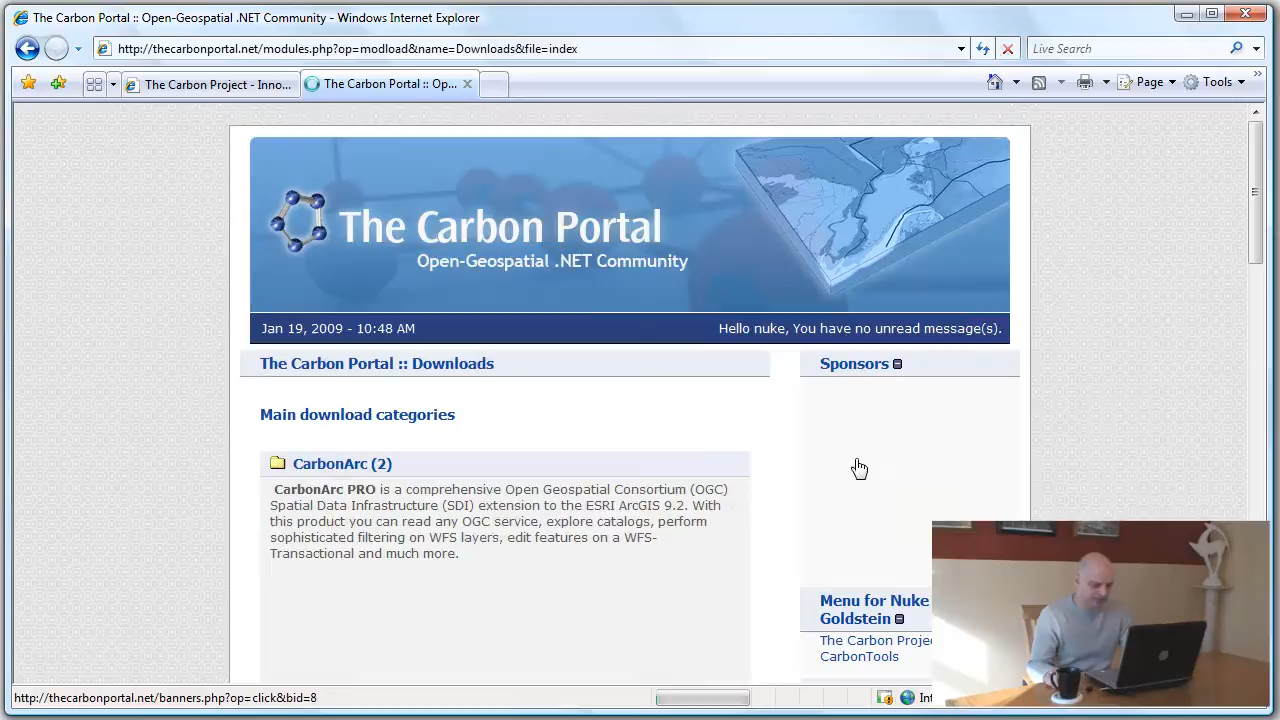 The Carbon Portal :: Open-Geospatial .NET Community - Windows Internet Explorer
http://thecarbonportal.net/modules.php?op=modload&name=Downloads&file=index
Live Search
The Carbon Project - Inno...
The Carbon Portal :: Op...
Page
Tools
The Carbon Portal
Open-Geospatial .NET Community
Jan 19, 2009 - 10:48 AM
Hello nuke, You have no unread message(s).
The Carbon Portal :: Downloads
Main download categories
CarbonArc (2)
CarbonArc PRO is a comprehensive Open Geospatial Consortium (OGC)
Spatial Data Infrastructure (SDI) extension to the ESRI ArcGIS 9.2. With
this product you can read any OGC service, explore catalogs, perform
sophisticated filtering on WFS layers, edit features on a WFS-
Transactional and much more.
Sponsors
Menu for Nuke
Goldstein
The Carbon Projec
CarbonTools
http://thecarbonportal.net/banners.php?op=click&bid=8
Int